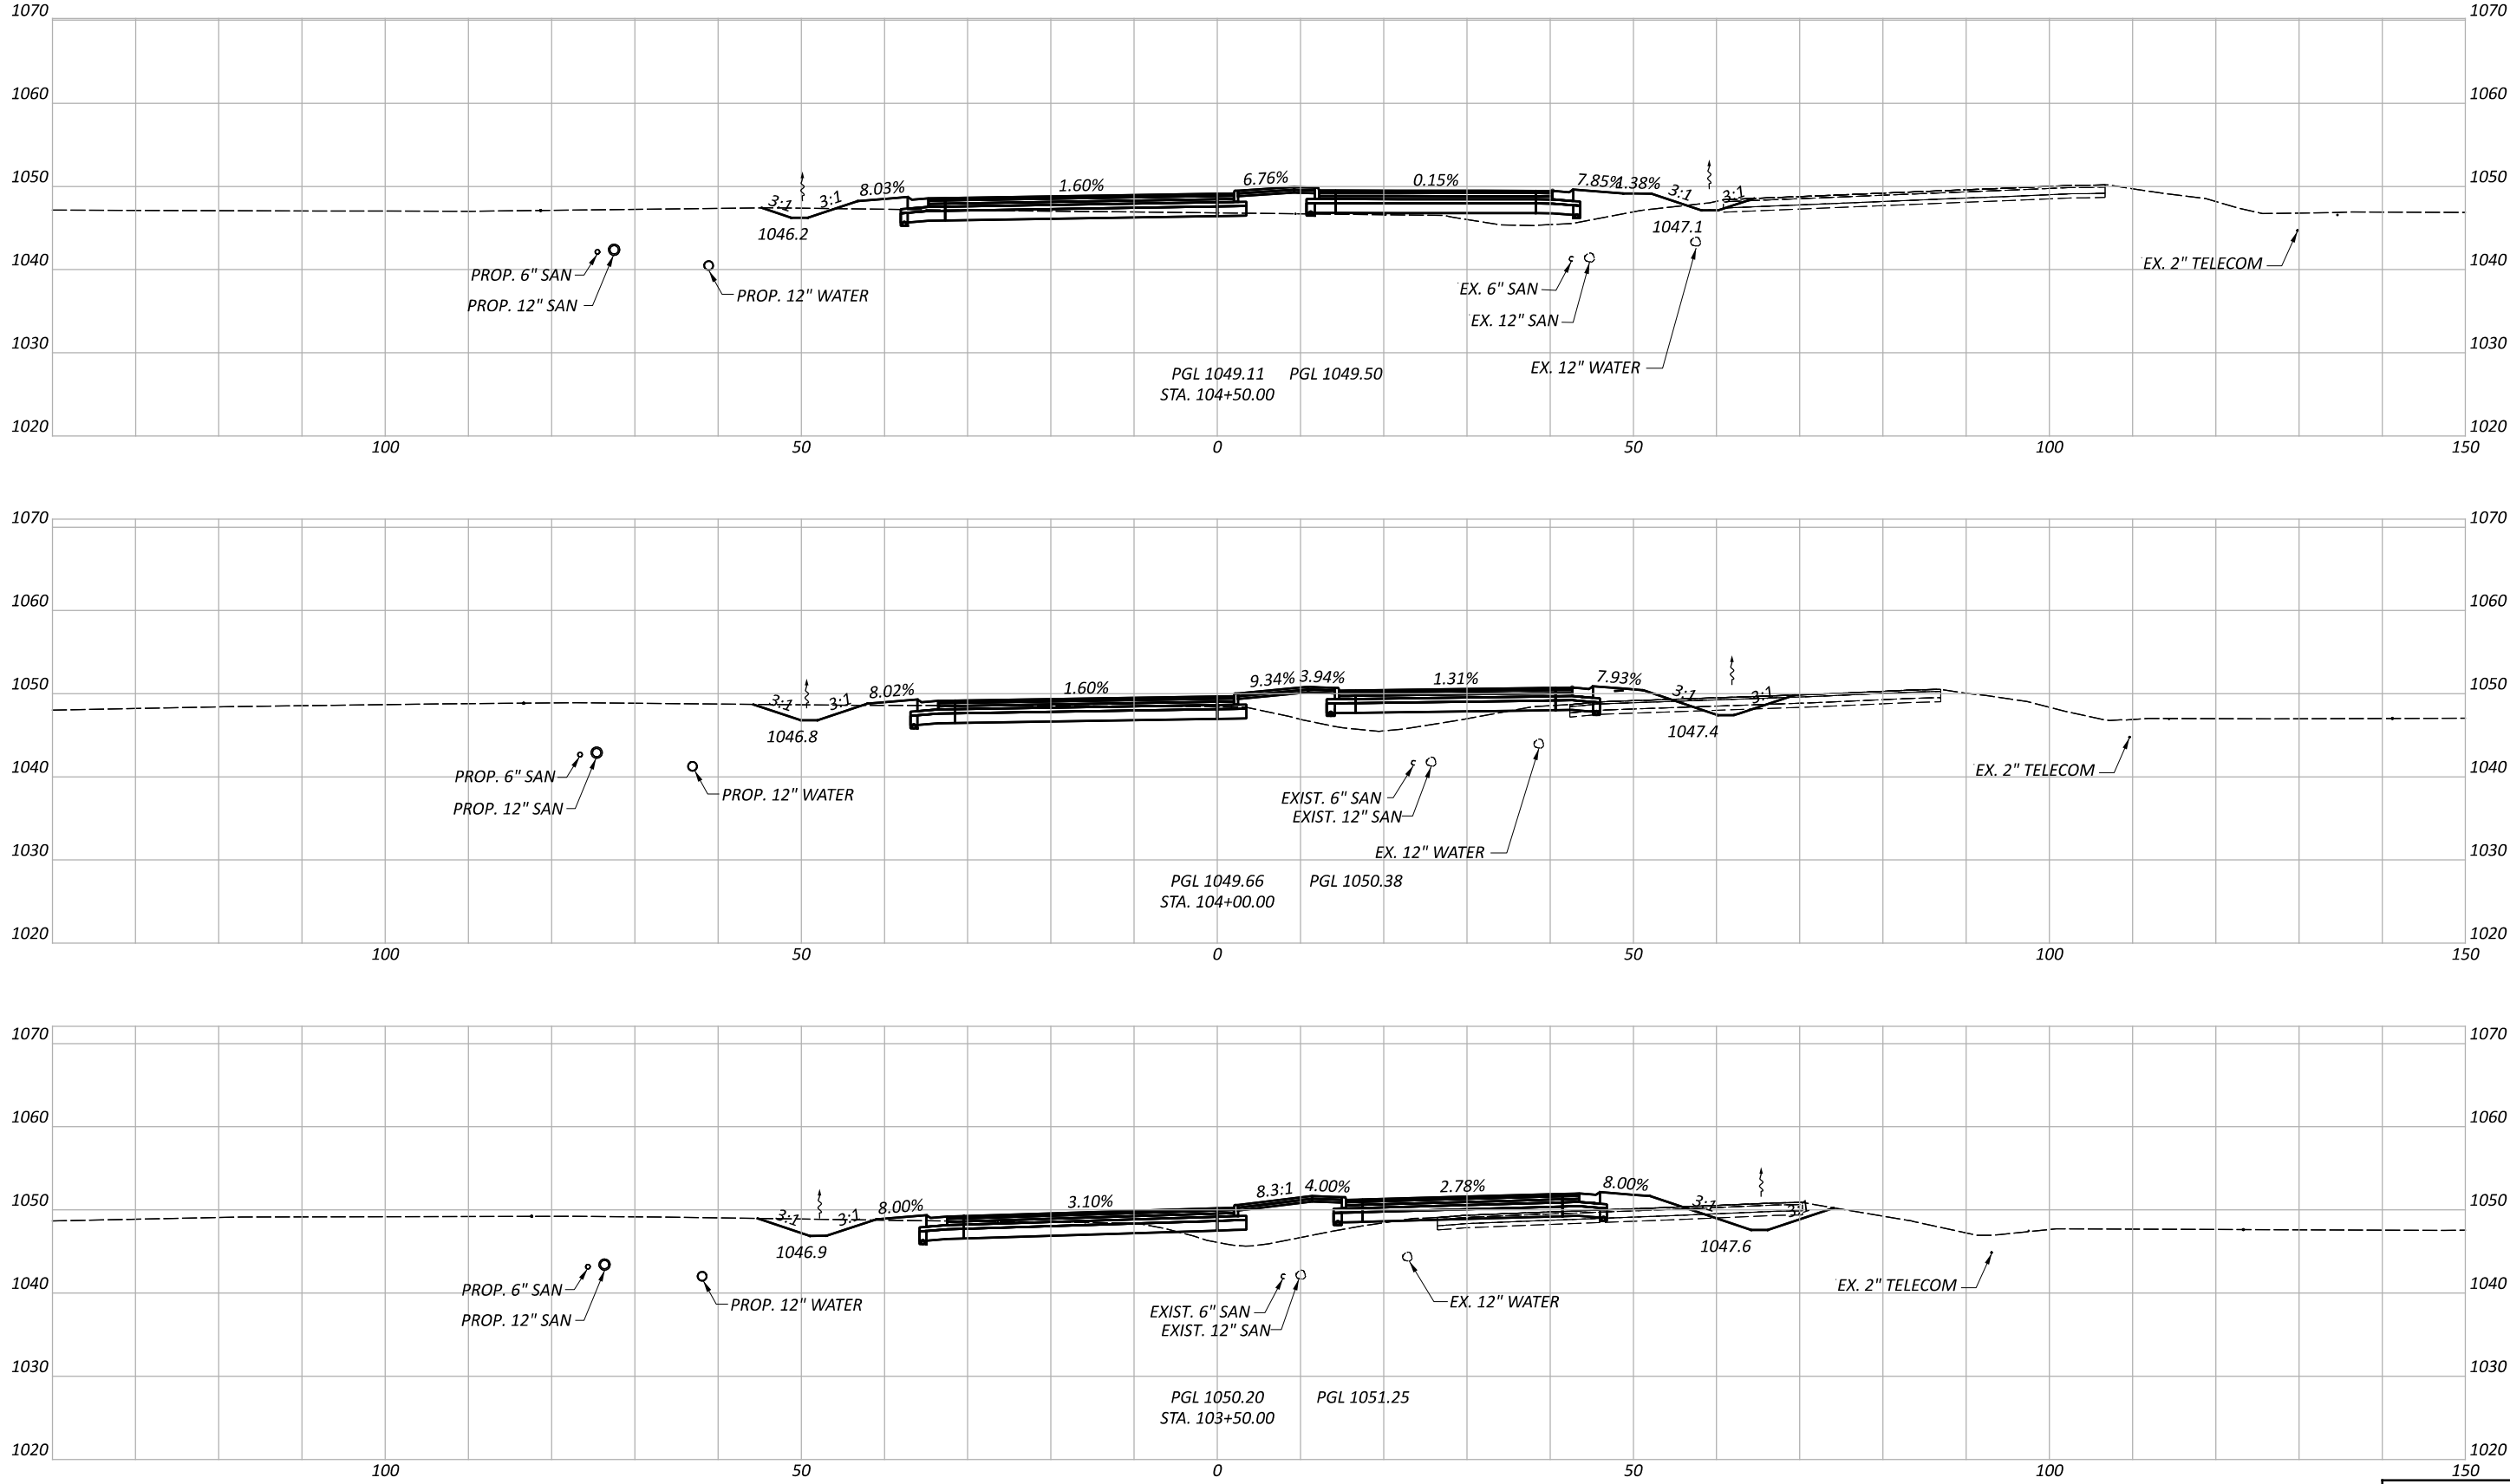 1070 1070
1060 1060
1050 1050
3:1 3:1 8.03% 1.60% 6.76% 0.15% 7.85% 1.38% 3:1 3:1
1046.2 1047.1
1040 1040
PROP. 6" SAN
PROP. 12" SAN
PROP. 12" WATER
EX. 6" SAN
EX. 12" SAN
EX. 12" WATER
EX. 2" TELECOM
1030 1030
PGL 1049.11 PGL 1049.50
STA. 104+50.00
1020 1020
100 50 0 50 100 150
1070 1070
1060 1060
1050 1050
3:1 3:1 8.02% 1.60% 9.34% 3.94% 1.31% 7.93% 3:1 3:1
1046.8 1047.4
1040 1040
PROP. 6" SAN
PROP. 12" SAN
PROP. 12" WATER
EXIST. 6" SAN
EXIST. 12" SAN
EX. 12" WATER
EX. 2" TELECOM
1030 1030
PGL 1049.66 PGL 1050.38
STA. 104+00.00
1020 1020
100 50 0 50 100 150
1070 1070
1060 1060
1050 1050
3:1 3:1 8.00% 3.10% 8.3:1 4.00% 2.78% 8.00% 3:1 3:1
1046.9 1047.6
1040 1040
PROP. 6" SAN
PROP. 12" SAN
PROP. 12" WATER
EXIST. 6" SAN
EXIST. 12" SAN
EX. 12" WATER
EX. 2" TELECOM
1030 1030
PGL 1050.20 PGL 1051.25
STA. 103+50.00
1020 1020
100 50 0 50 100 150